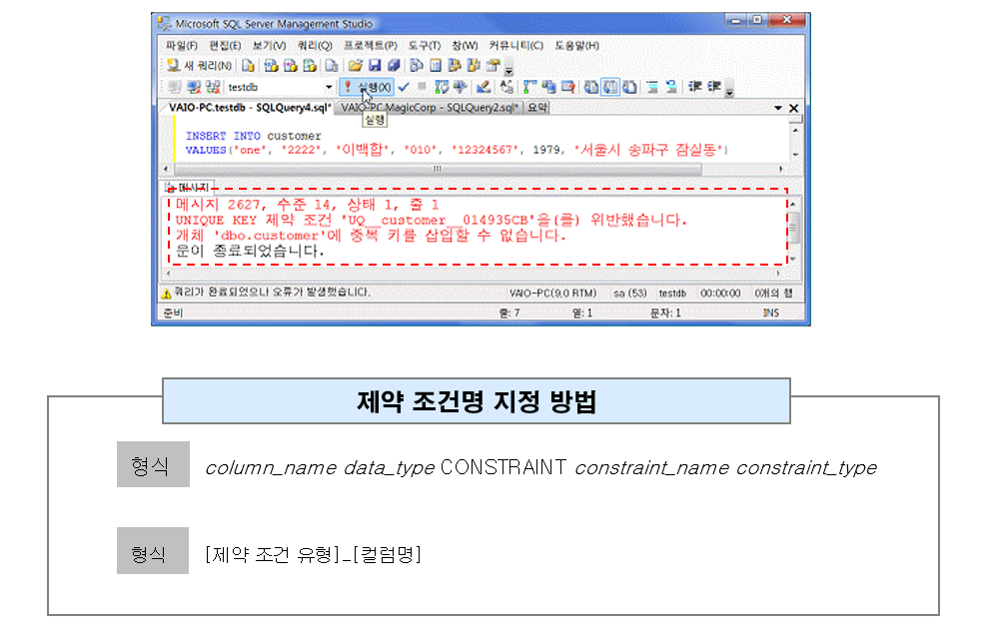 Microsoft SQL Server Management Studio
파일(F) 편집(E) 보기(V) 쿼리(Q) 프로젝트(P) 도구(T) 창(W) 커뮤니티(C) 도움말(H)
새 쿼리(N)
testdb 실행(X)
VAIO-PC.testdb - SQLQuery4.sql* VAIO-PC.MagicCorp - SQLQuery2.sql* 요약
실행
INSERT INTO customer
VALUES("one", "2222", "이백합", "010", "12324567", 1979, "서울시 송파구 잠실동")
메시지
메시지 2627, 수준 14, 상태 1, 줄 1
UNIQUE KEY 제약 조건 'UQ__customer__014935CB'을(를) 위반했습니다.
개체 'dbo.customer'에 중복 키를 삽입할 수 없습니다.
문이 종료되었습니다.
쿼리가 완료되었으나 오류가 발생했습니다. VAIO-PC(9.0 RTM) sa (53) testdb 00:00:00 0개의 행
준비 줄: 7 열: 1 문자: 1 INS
제약 조건명 지정 방법
형식 column_name data_type CONSTRAINT constraint_name constraint_type
형식 [제약 조건 유형]_[컬럼명]